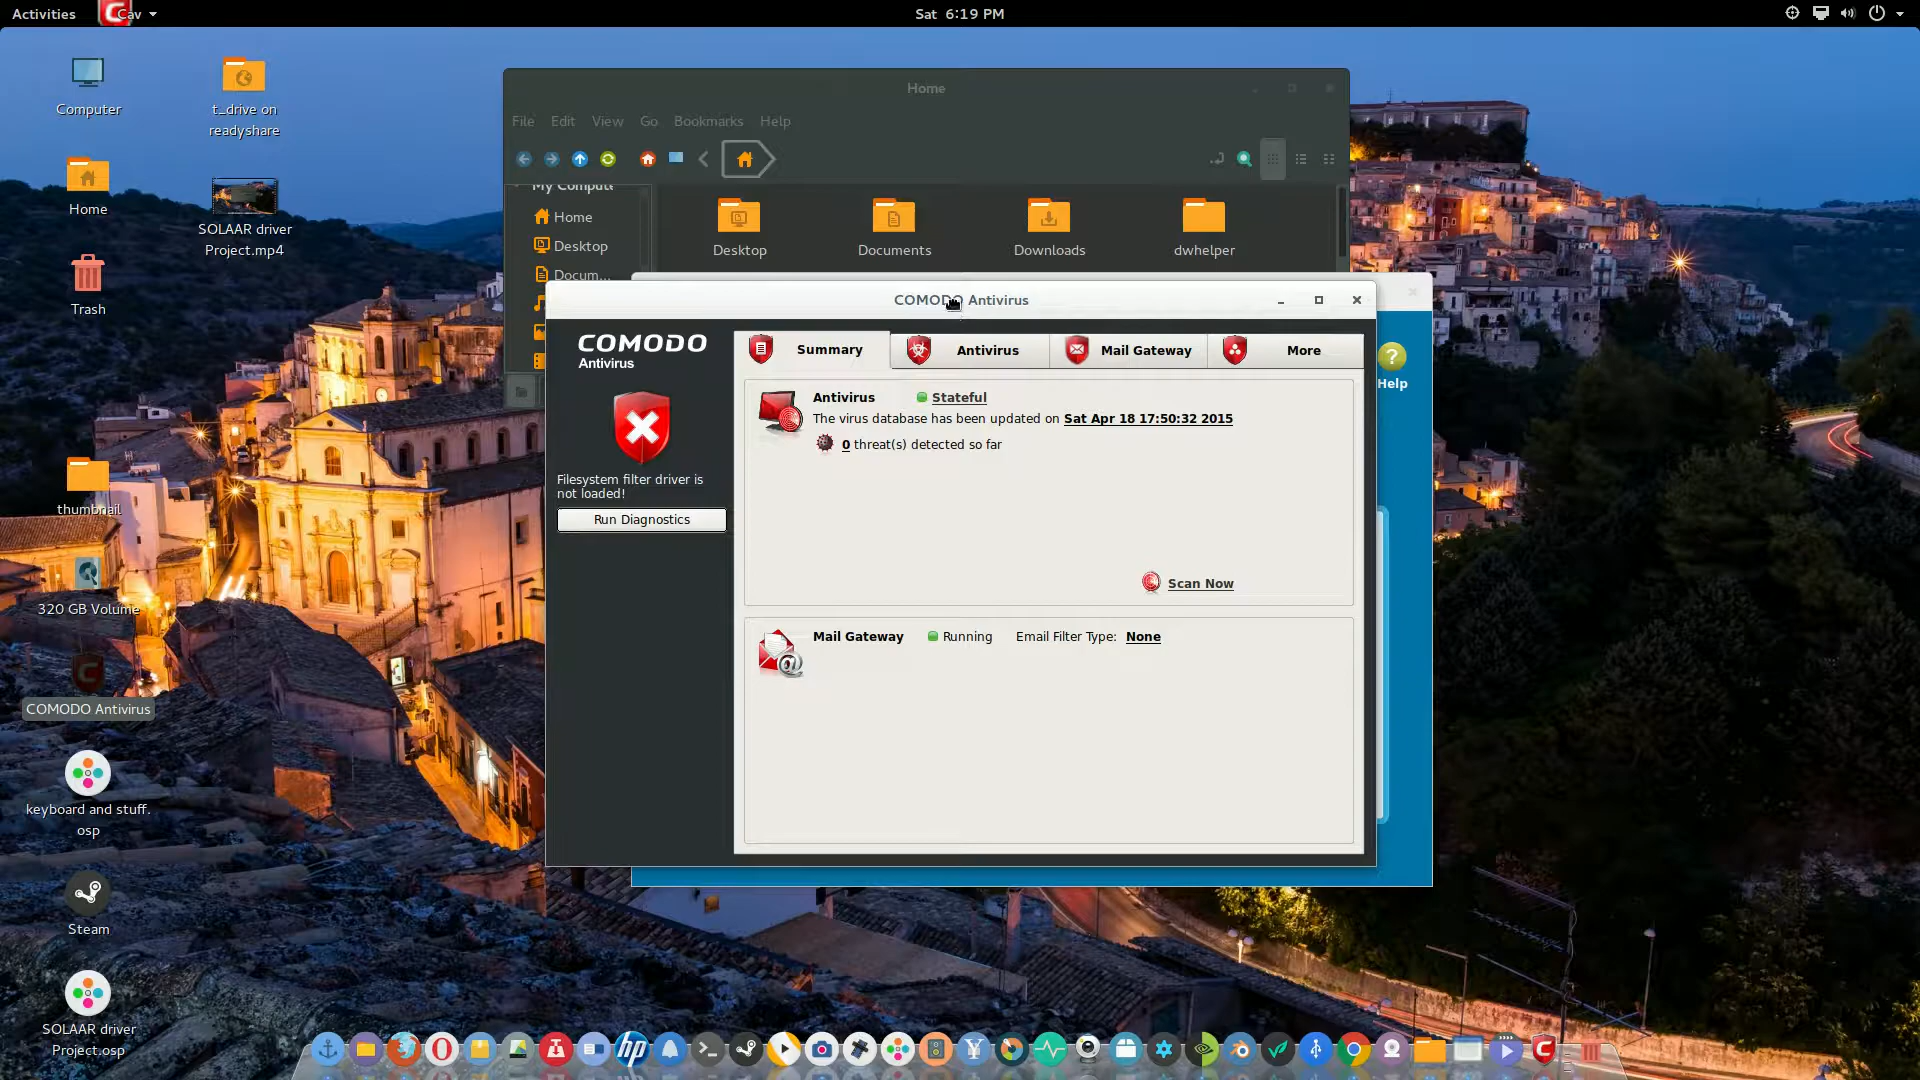 Activities
Cav
Sat 6:19 PM
Computer
t_drive on
readyshare
Home
SOLAAR driver
Project.mp4
Trash
thumbnail
320 GB Volume
COMODO Antivirus
keyboard and stuff.
osp
Steam
SOLAAR driver
Project.osp
Home
File Edit View Go Bookmarks Help
My Comput
Home
Desktop
Docum...
Desktop
Documents
Downloads
dwhelper
COMODO Antivirus
COMODO
Antivirus
Filesystem filter driver is
not loaded!
Run Diagnostics
Summary
Antivirus
Mail Gateway
More
Antivirus Stateful
The virus database has been updated on Sat Apr 18 17:50:32 2015
0 threat(s) detected so far
Scan Now
Mail Gateway Running Email Filter Type: None
Help
hp